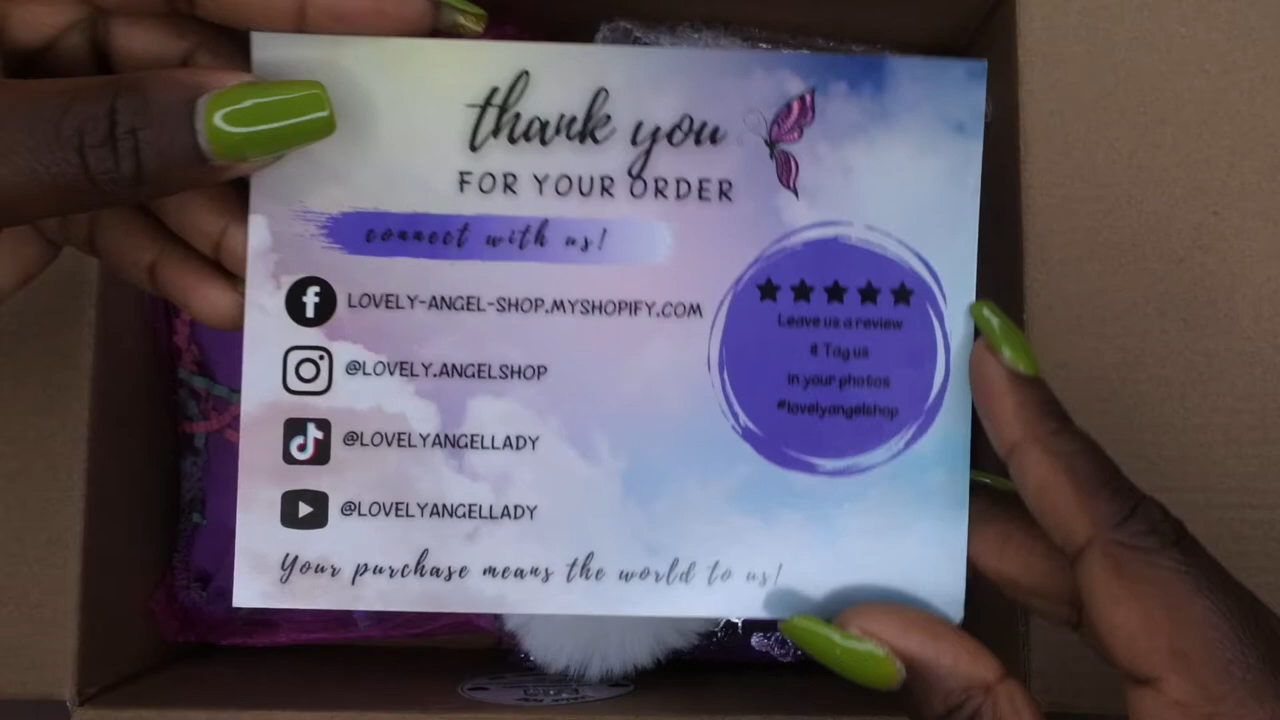 thank you
FOR YOUR ORDER
connect with us!
LOVELY-ANGEL-SHOP.MYSHOPIFY.COM
@LOVELY.ANGELSHOP
@LOVELYANGELLADY
@LOVELYANGELLADY
Your purchase means the world to us!
Leave us a review
& Tag us
in your photos
#lovelyangelshop